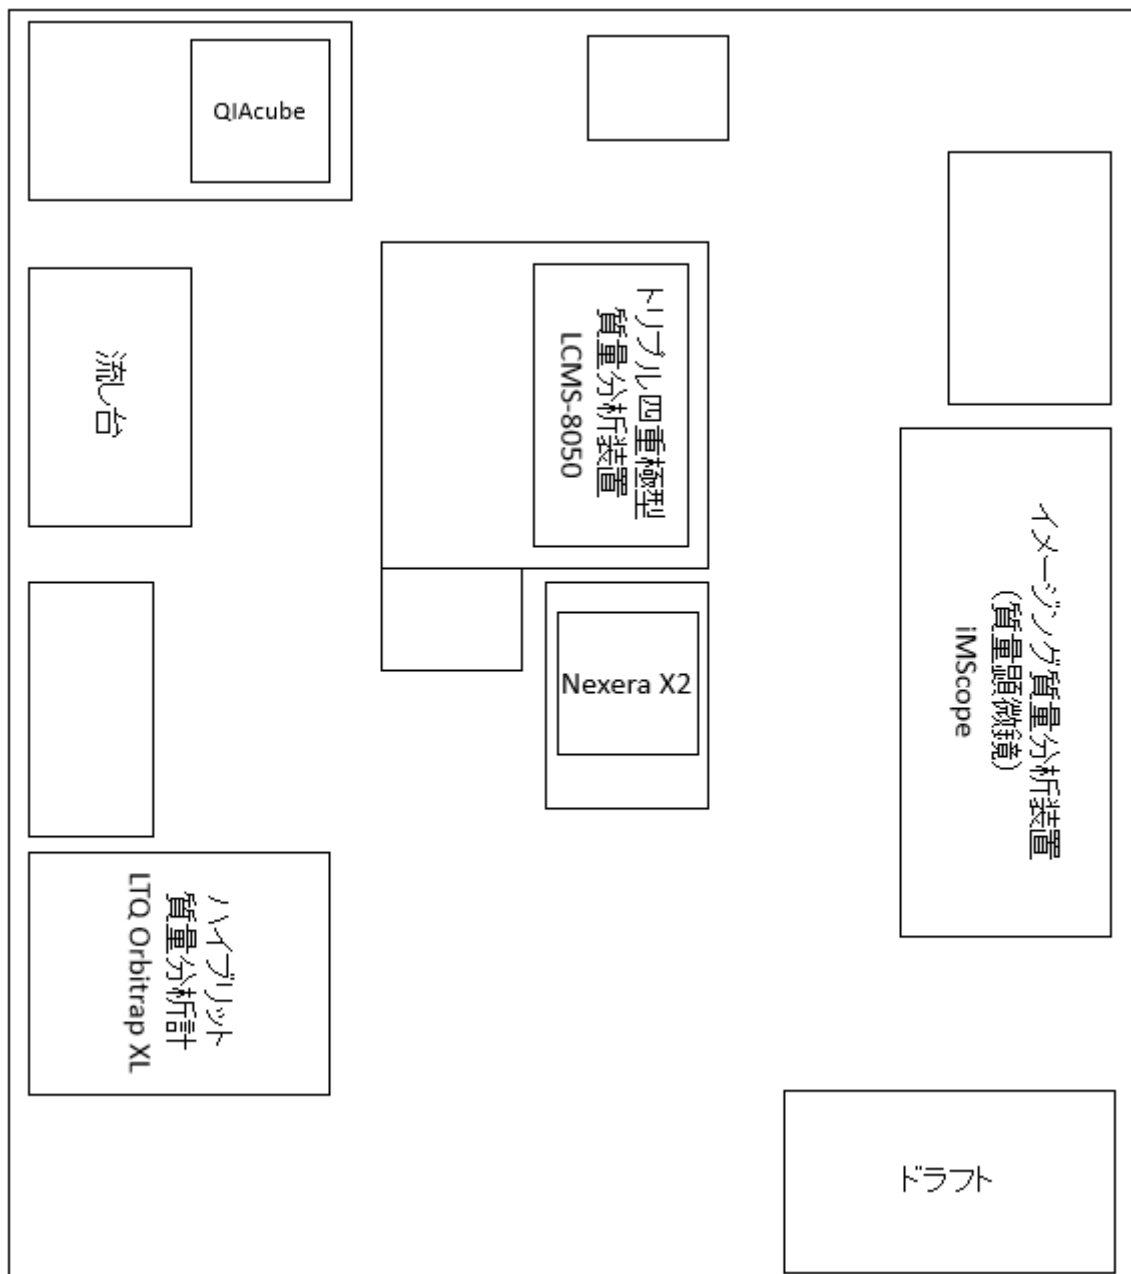 QIAcube
流し台
トリプル四重極型
質量分析装置
LCMS-8050
Nexera X2
イメージング質量分析装置
(質量顕微鏡)
iMScope
ハイブリット
質量分析計
LTQ Orbitrap XL
ドラフト